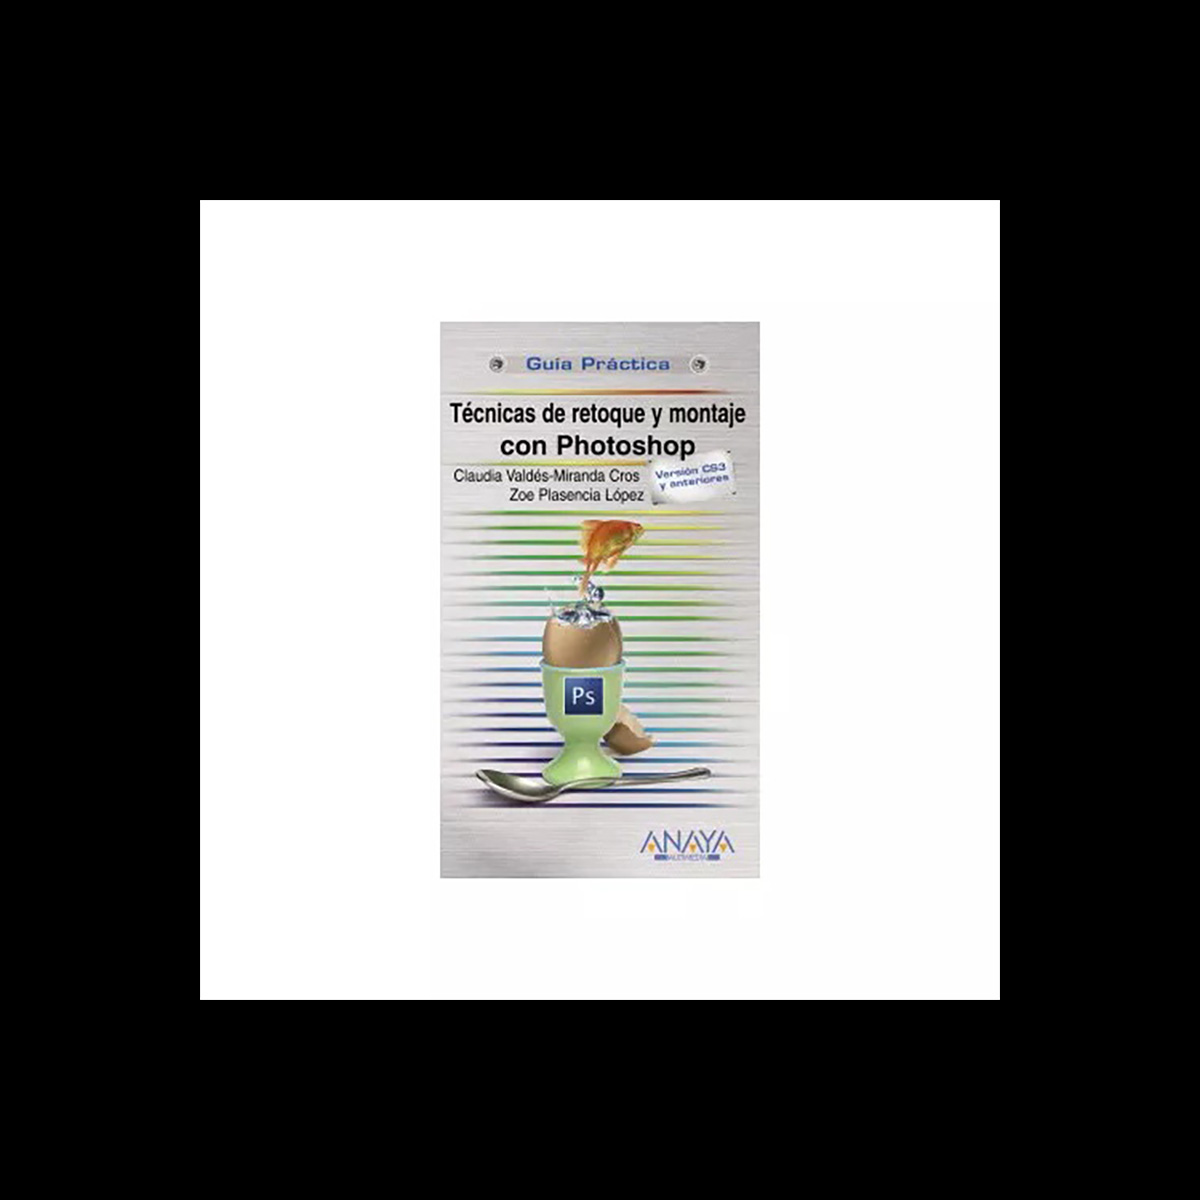 Guía Práctica
Técnicas de retoque y montaje
con Photoshop
Claudia Valdés-Miranda Cros
Zoe Plasencia López
Versión CS3
y anteriores
Ps
ANAYA
MULTIMEDIA